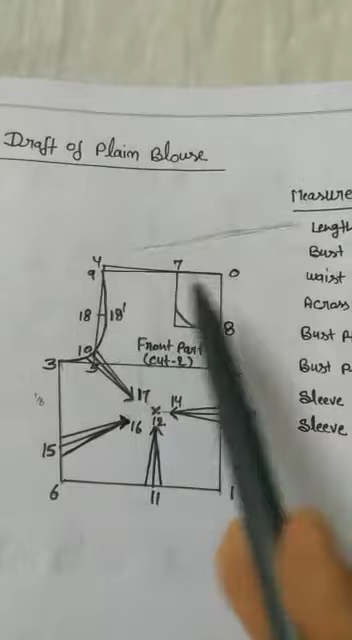 Draft of Plain Blouse
Measure
Length
Bust
waist
Across
Bust P
Bust P
Sleeve
Sleeve
4
9
7
0
18
18'
8
Front Part
(cut-2)
10
3
17
14
x
16
12
15
6
11
1